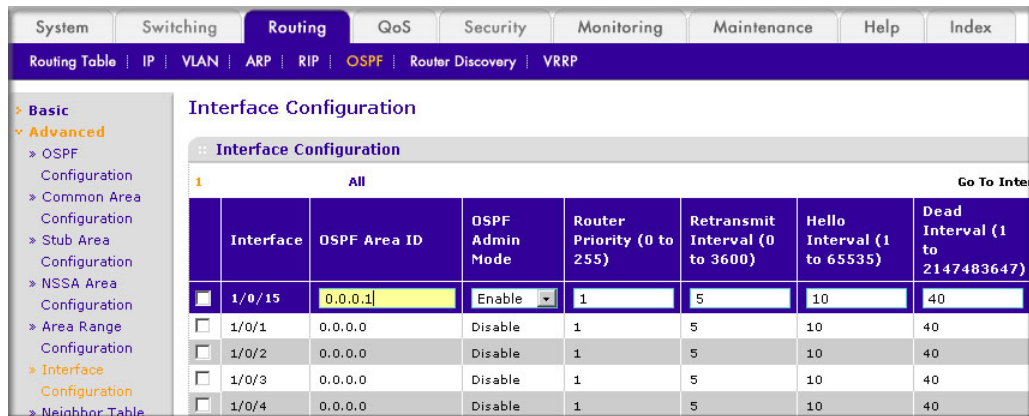 System Switching Routing QoS Security Monitoring Maintenance Help Index
Routing Table | IP | VLAN | ARP | RIP | OSPF | Router Discovery | VRRP
Basic
Advanced
» OSPF
Configuration
» Common Area
Configuration
» Stub Area
Configuration
» NSSA Area
Configuration
» Area Range
Configuration
» Interface
Configuration
» Neighbor Table
Interface Configuration
Interface Configuration
1 All Go To Inte
Interface OSPF Area ID OSPF Admin Mode Router Priority (0 to 255) Retransmit Interval (0 to 3600) Hello Interval (1 to 65535) Dead Interval (1 to 2147483647)
1/0/15 0.0.0.1 Enable 1 5 10 40
1/0/1 0.0.0.0 Disable 1 5 10 40
1/0/2 0.0.0.0 Disable 1 5 10 40
1/0/3 0.0.0.0 Disable 1 5 10 40
1/0/4 0.0.0.0 Disable 1 5 10 40